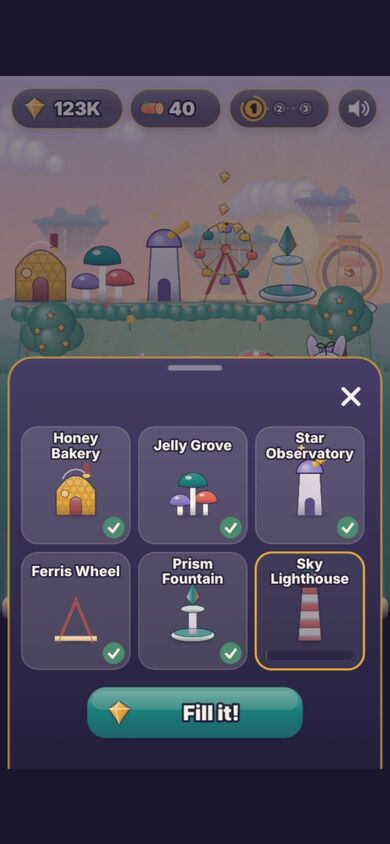 123K
40
1
2
3
Honey
Bakery
Jelly Grove
Star
Observatory
Ferris Wheel
Prism
Fountain
Sky
Lighthouse
Fill it!